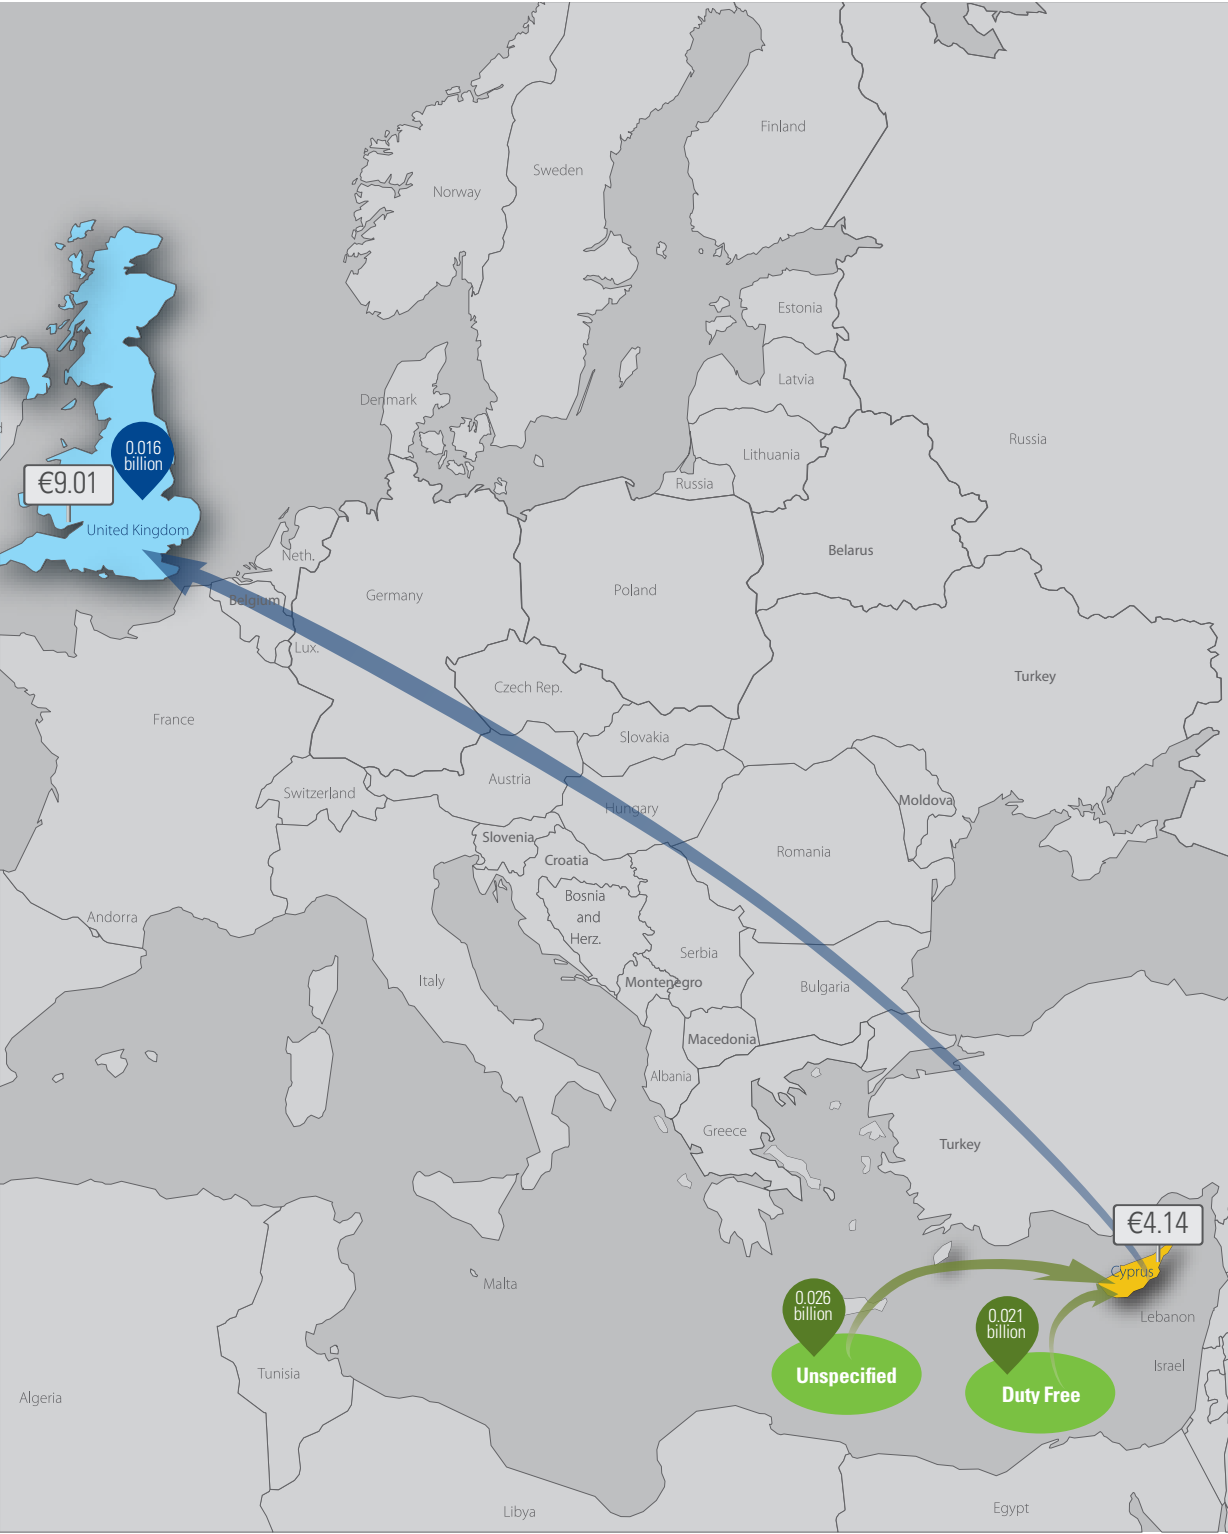 Finland
Sweden
Norway
Estonia
Latvia
Denmark
Lithuania
Russia
Russia
0.016
billion
€9.01
United Kingdom
Neth.
Belarus
Belgium
Germany
Poland
Lux.
Turkey
Czech Rep.
France
Slovakia
Austria
Switzerland
Hungary
Moldova
Slovenia
Croatia
Romania
Bosnia
and
Herz.
Andorra
Serbia
Italy
Montenegro
Bulgaria
Macedonia
Albania
Greece
Turkey
€4.14
Cyprus
Malta
0.026
billion
0.021
billion
Lebanon
Israel
Unspecified
Duty Free
Tunisia
Algeria
Libya
Egypt